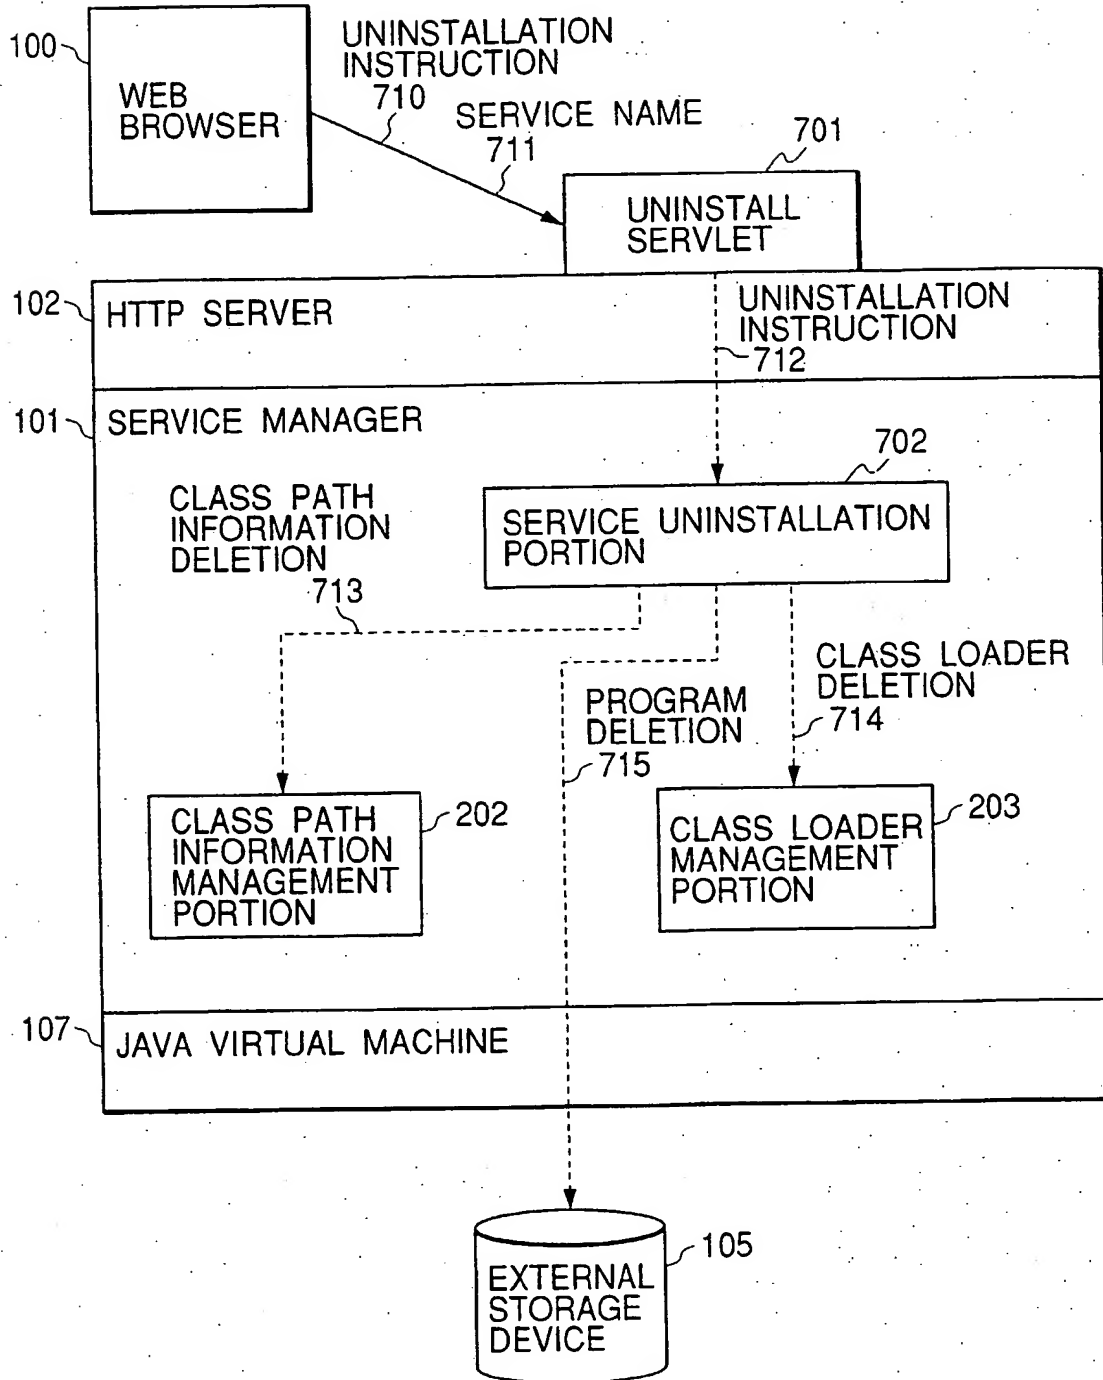 100
WEB
BROWSER
UNINSTALLATION
INSTRUCTION
710
SERVICE NAME
711
701
UNINSTALL
SERVLET
102
HTTP SERVER
UNINSTALLATION
INSTRUCTION
712
101
SERVICE MANAGER
702
SERVICE UNINSTALLATION
PORTION
CLASS PATH
INFORMATION
DELETION
713
CLASS LOADER
DELETION
714
PROGRAM
DELETION
715
CLASS PATH
INFORMATION
MANAGEMENT
PORTION
202
CLASS LOADER
MANAGEMENT
PORTION
203
107
JAVA VIRTUAL MACHINE
105
EXTERNAL
STORAGE
DEVICE